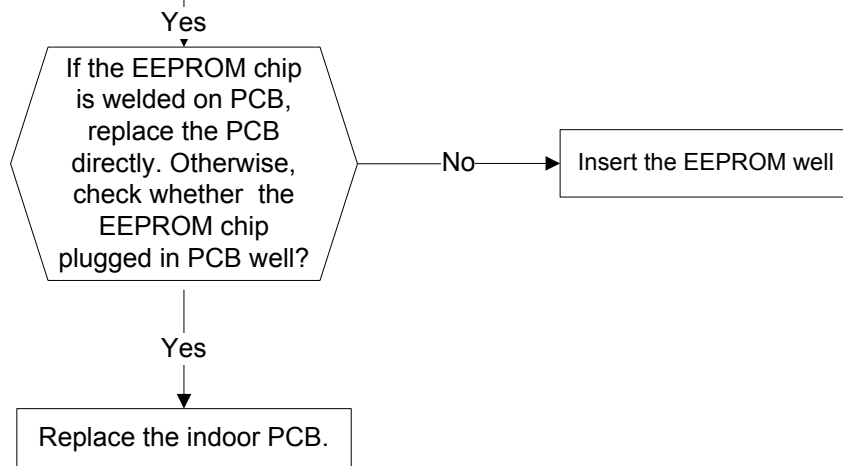 Yes
If the EEPROM chip
is welded on PCB,
replace the PCB
directly. Otherwise,
check whether the
EEPROM chip
plugged in PCB well?
No
Insert the EEPROM well
Yes
Replace the indoor PCB.